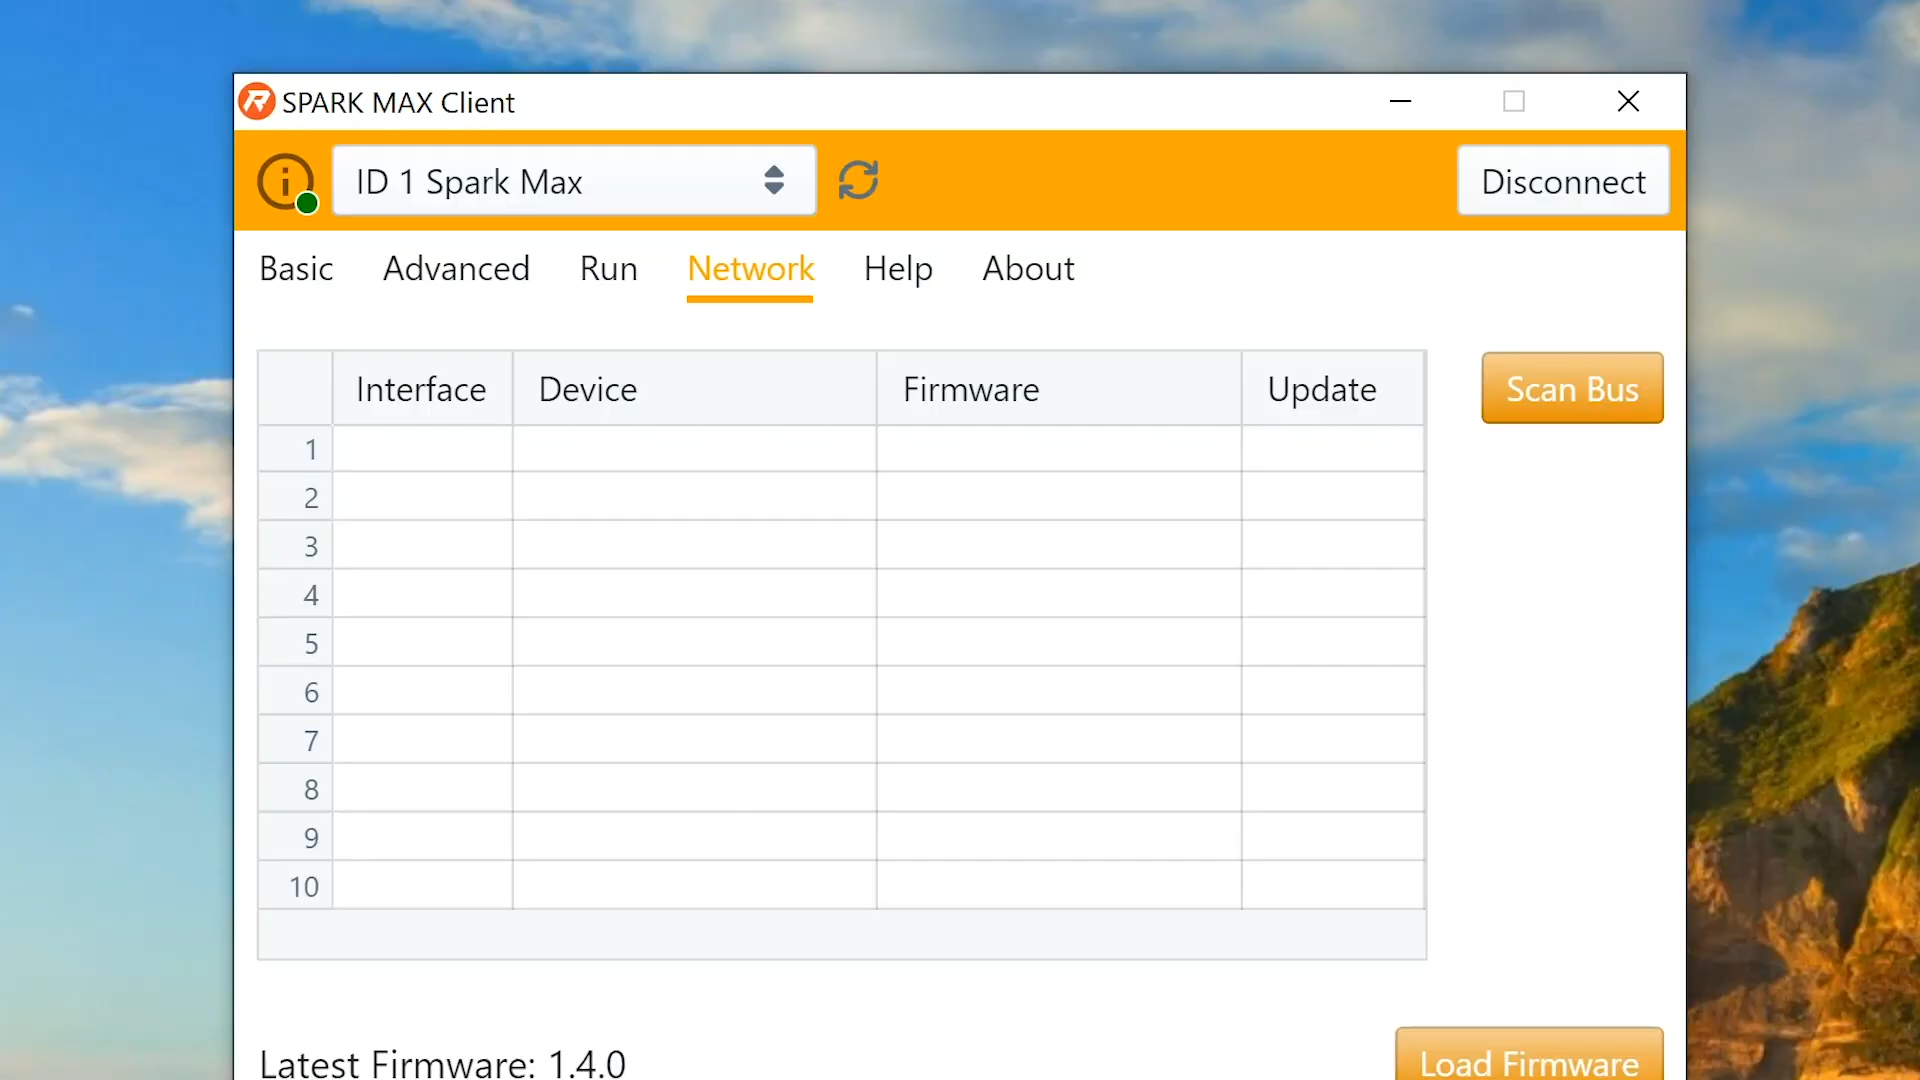 SPARK MAX Client
ID 1 Spark Max
Disconnect
Basic Advanced Run Network Help About
Interface Device Firmware Update
Scan Bus
1
2
3
4
5
6
7
8
9
10
Latest Firmware: 1.4.0
Load Firmware